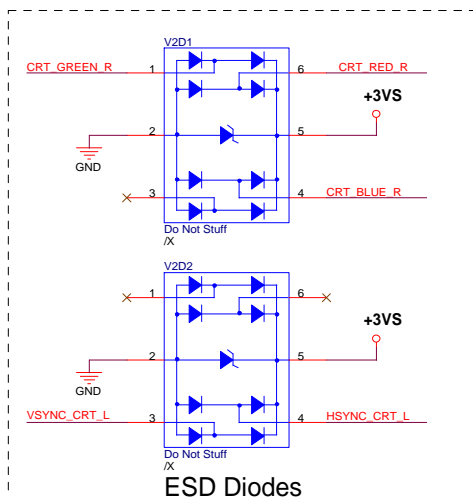 V2D1
CRT_GREEN_R 1 6 CRT_RED_R
+3VS
2 5
GND
3 4 CRT_BLUE_R
Do Not Stuff
/X
V2D2
1 6
+3VS
2 5
GND
VSYNC_CRT_L 3 4 HSYNC_CRT_L
Do Not Stuff
/X
ESD Diodes